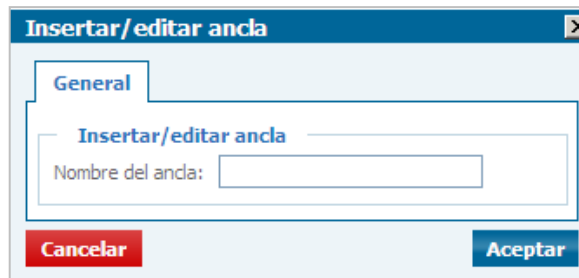 Insertar/editar ancla
General
Insertar/editar ancla
Nombre del ancla:
Cancelar Aceptar